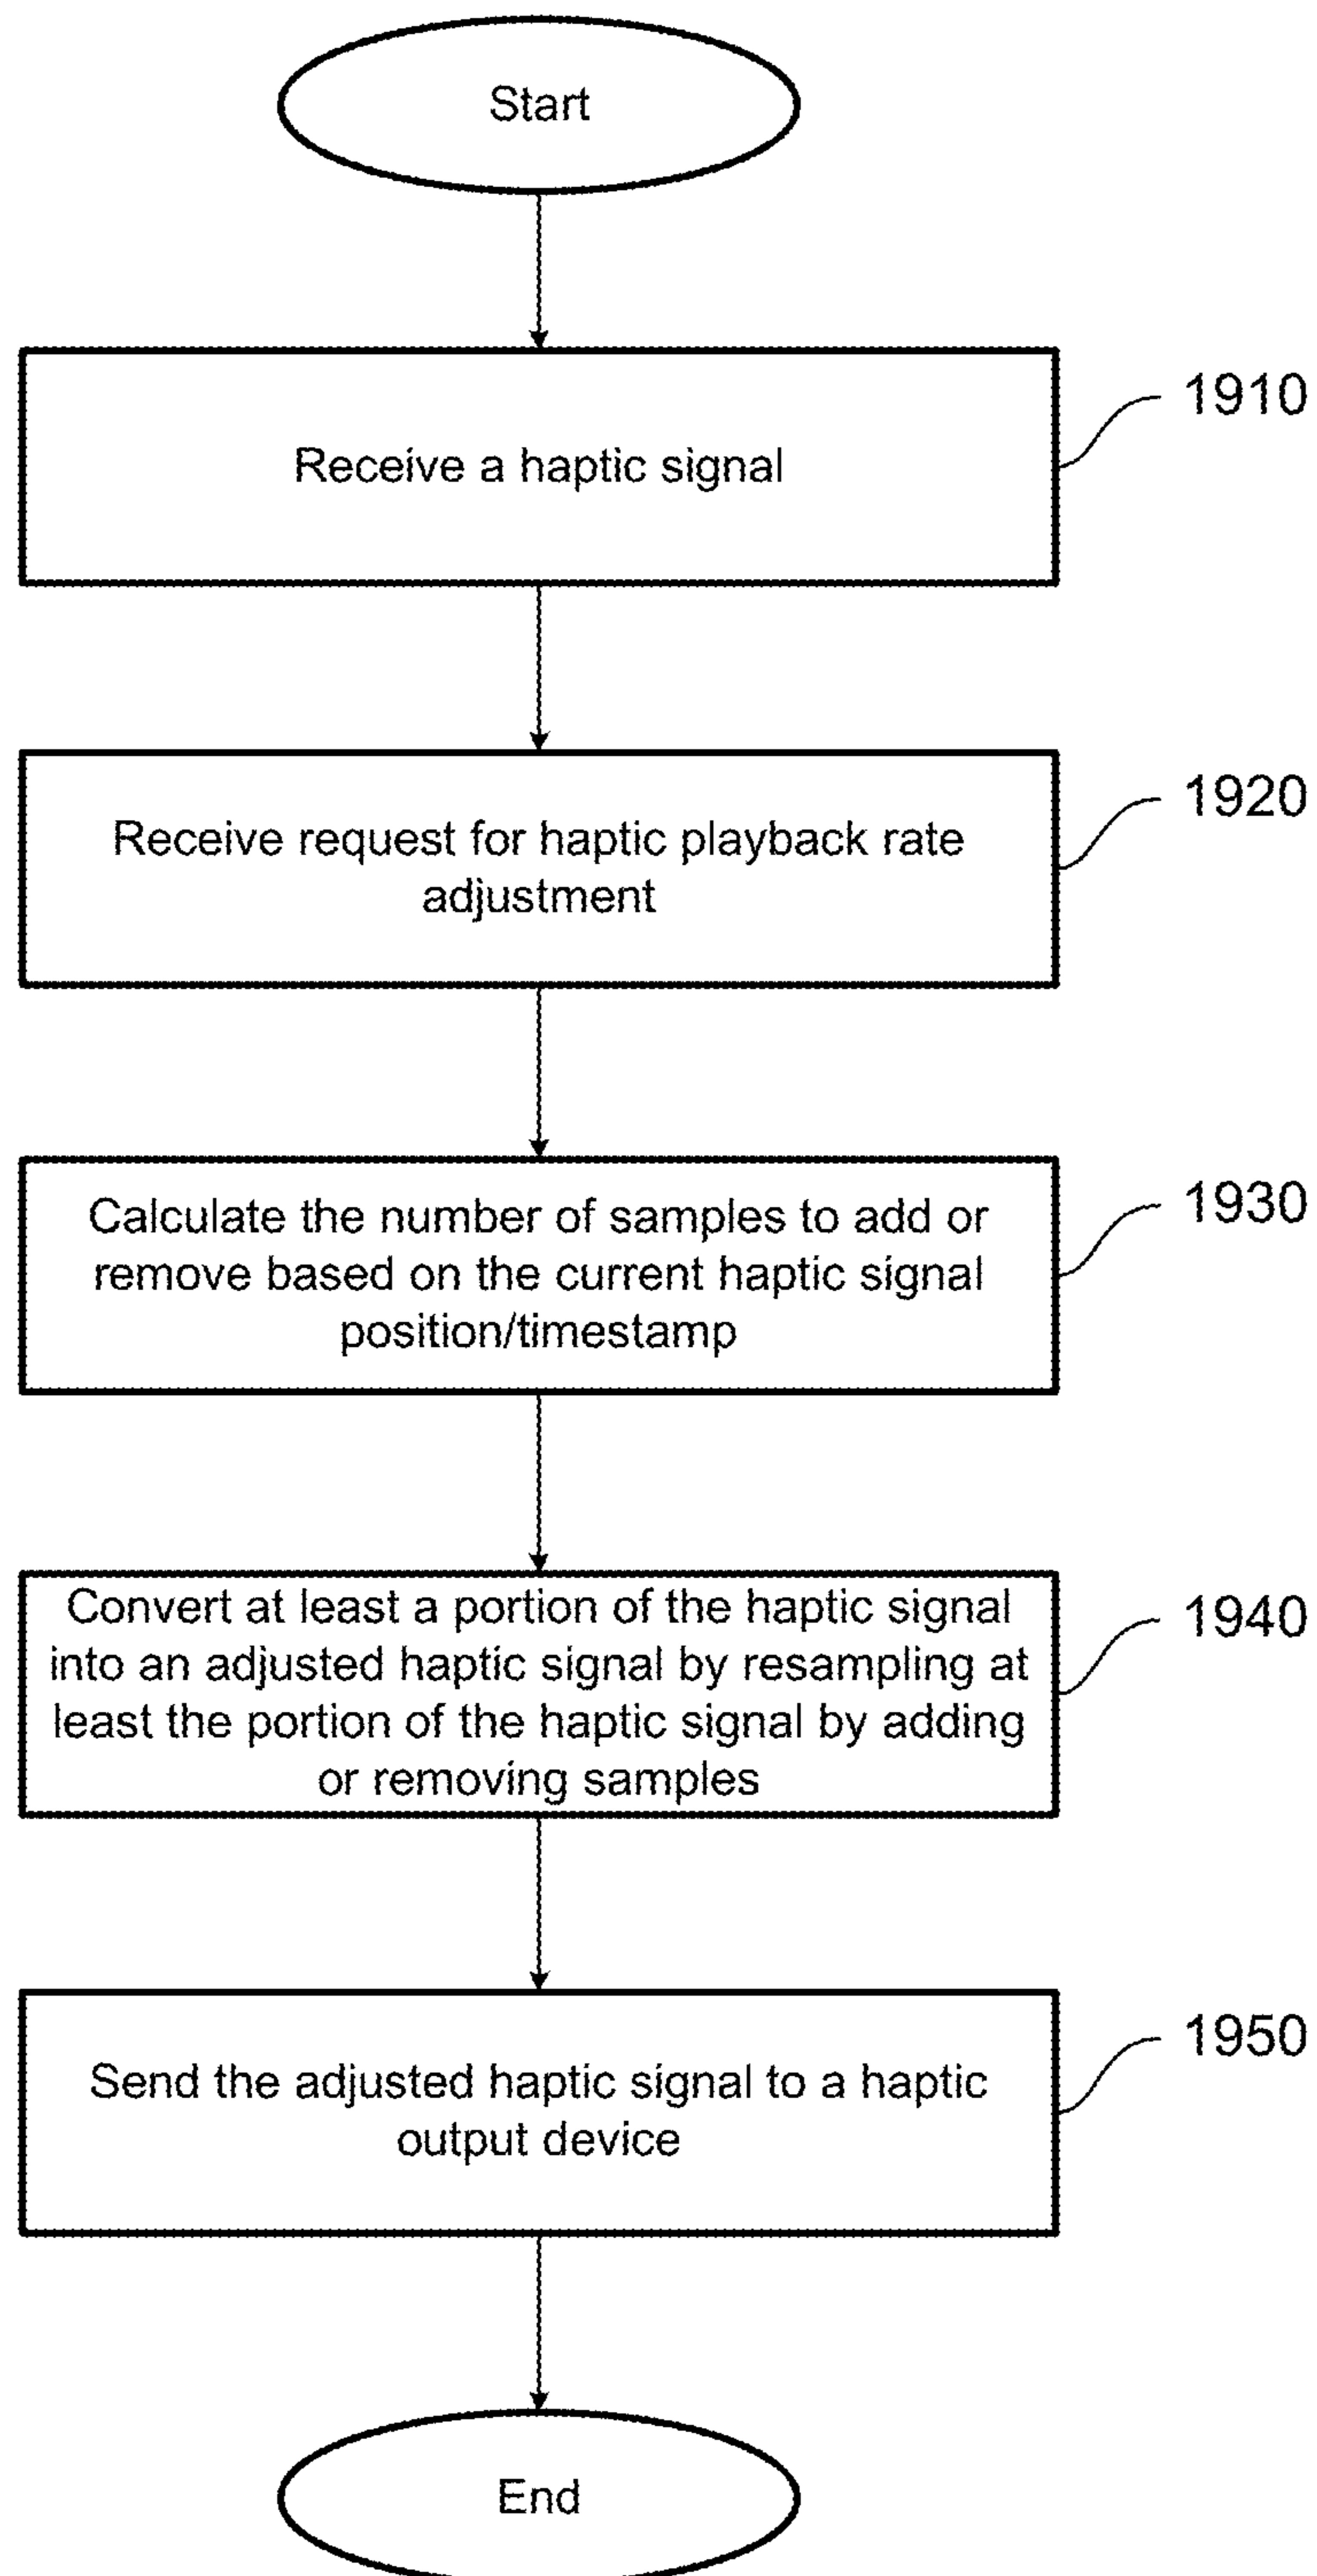 Start
1910
Receive a haptic signal
1920
Receive request for haptic playback rate
adjustment
1930
Calculate the number of samples to add or
remove based on the current haptic signal
position/timestamp
1940
Convert at least a portion of the haptic signal
into an adjusted haptic signal by resampling at
least the portion of the haptic signal by adding
or removing samples
1950
Send the adjusted haptic signal to a haptic
output device
End